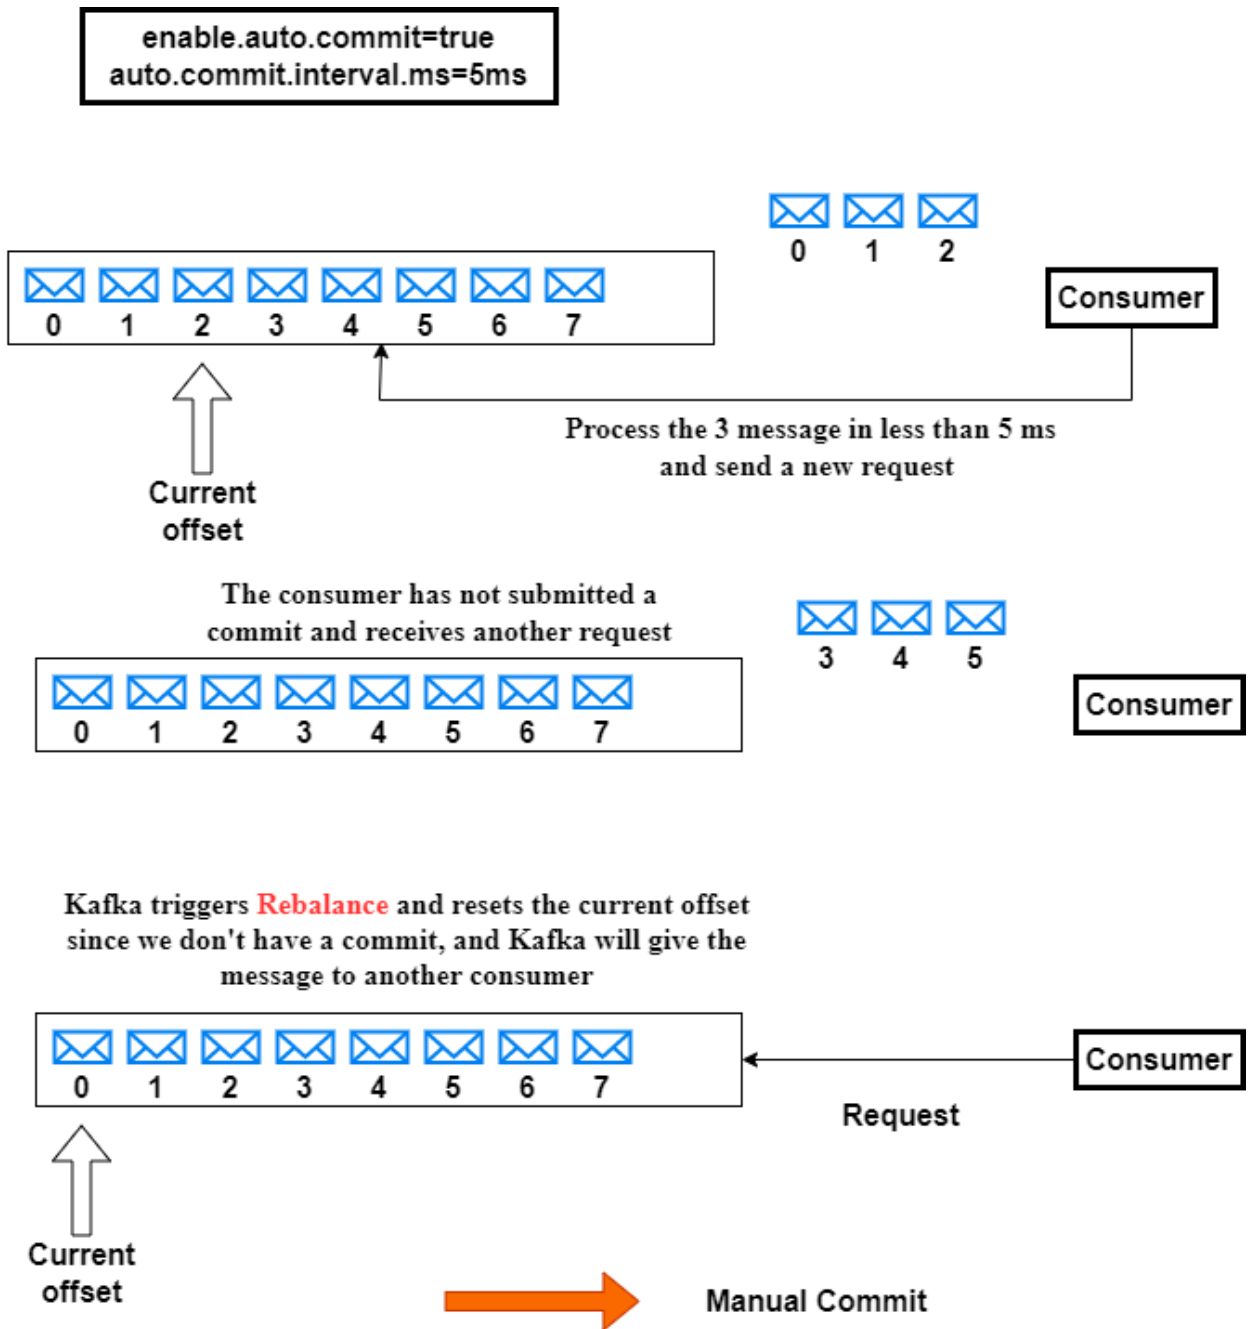 enable.auto.commit=true
auto.commit.interval.ms=5ms
0 1 2
0 1 2 3 4 5 6 7
Consumer
Process the 3 message in less than 5 ms
and send a new request
Current
offset
The consumer has not submitted a
commit and receives another request
3 4 5
0 1 2 3 4 5 6 7
Consumer
Kafka triggers Rebalance and resets the current offset
since we don't have a commit, and Kafka will give the
message to another consumer
0 1 2 3 4 5 6 7
Consumer
Request
Current
offset
Manual Commit